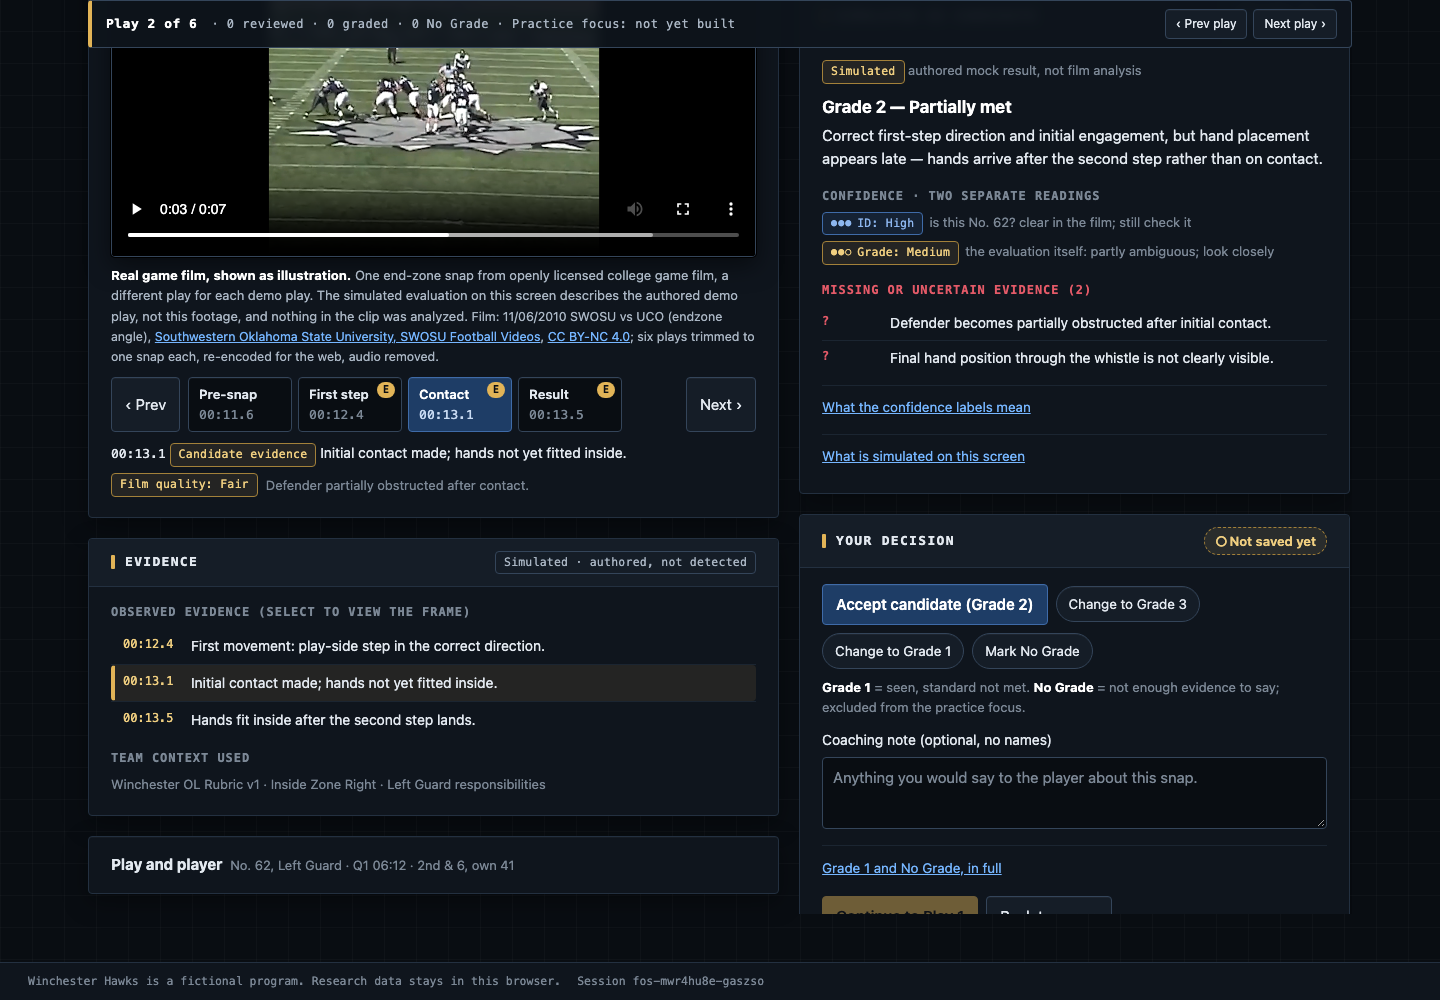 Play 2 of 6 · 0 reviewed · 0 graded · 0 No Grade · Practice focus: not yet built
‹ Prev play
Next play ›
0:03 / 0:07
Real game film, shown as illustration. One end-zone snap from openly licensed college game film, a
different play for each demo play. The simulated evaluation on this screen describes the authored demo
play, not this footage, and nothing in the clip was analyzed. Film: 11/06/2010 SWOSU vs UCO (endzone
angle), Southwestern Oklahoma State University, SWOSU Football Videos, CC BY-NC 4.0; six plays trimmed to
one snap each, re-encoded for the web, audio removed.
‹ Prev
Pre-snap
00:11.6
First step E
00:12.4
Contact E
00:13.1
Result E
00:13.5
Next ›
00:13.1 Candidate evidence Initial contact made; hands not yet fitted inside.
Film quality: Fair Defender partially obstructed after contact.
EVIDENCE
Simulated · authored, not detected
OBSERVED EVIDENCE (SELECT TO VIEW THE FRAME)
00:12.4 First movement: play-side step in the correct direction.
00:13.1 Initial contact made; hands not yet fitted inside.
00:13.5 Hands fit inside after the second step lands.
TEAM CONTEXT USED
Winchester OL Rubric v1 · Inside Zone Right · Left Guard responsibilities
Play and player No. 62, Left Guard · Q1 06:12 · 2nd & 6, own 41
Simulated authored mock result, not film analysis
Grade 2 — Partially met
Correct first-step direction and initial engagement, but hand placement
appears late — hands arrive after the second step rather than on contact.
CONFIDENCE · TWO SEPARATE READINGS
●●● ID: High is this No. 62? clear in the film; still check it
●●○ Grade: Medium the evaluation itself: partly ambiguous; look closely
MISSING OR UNCERTAIN EVIDENCE (2)
? Defender becomes partially obstructed after initial contact.
? Final hand position through the whistle is not clearly visible.
What the confidence labels mean
What is simulated on this screen
YOUR DECISION
Not saved yet
Accept candidate (Grade 2)
Change to Grade 3
Change to Grade 1
Mark No Grade
Grade 1 = seen, standard not met. No Grade = not enough evidence to say;
excluded from the practice focus.
Coaching note (optional, no names)
Anything you would say to the player about this snap.
Grade 1 and No Grade, in full
Winchester Hawks is a fictional program. Research data stays in this browser. Session fos-mwr4hu8e-gaszso